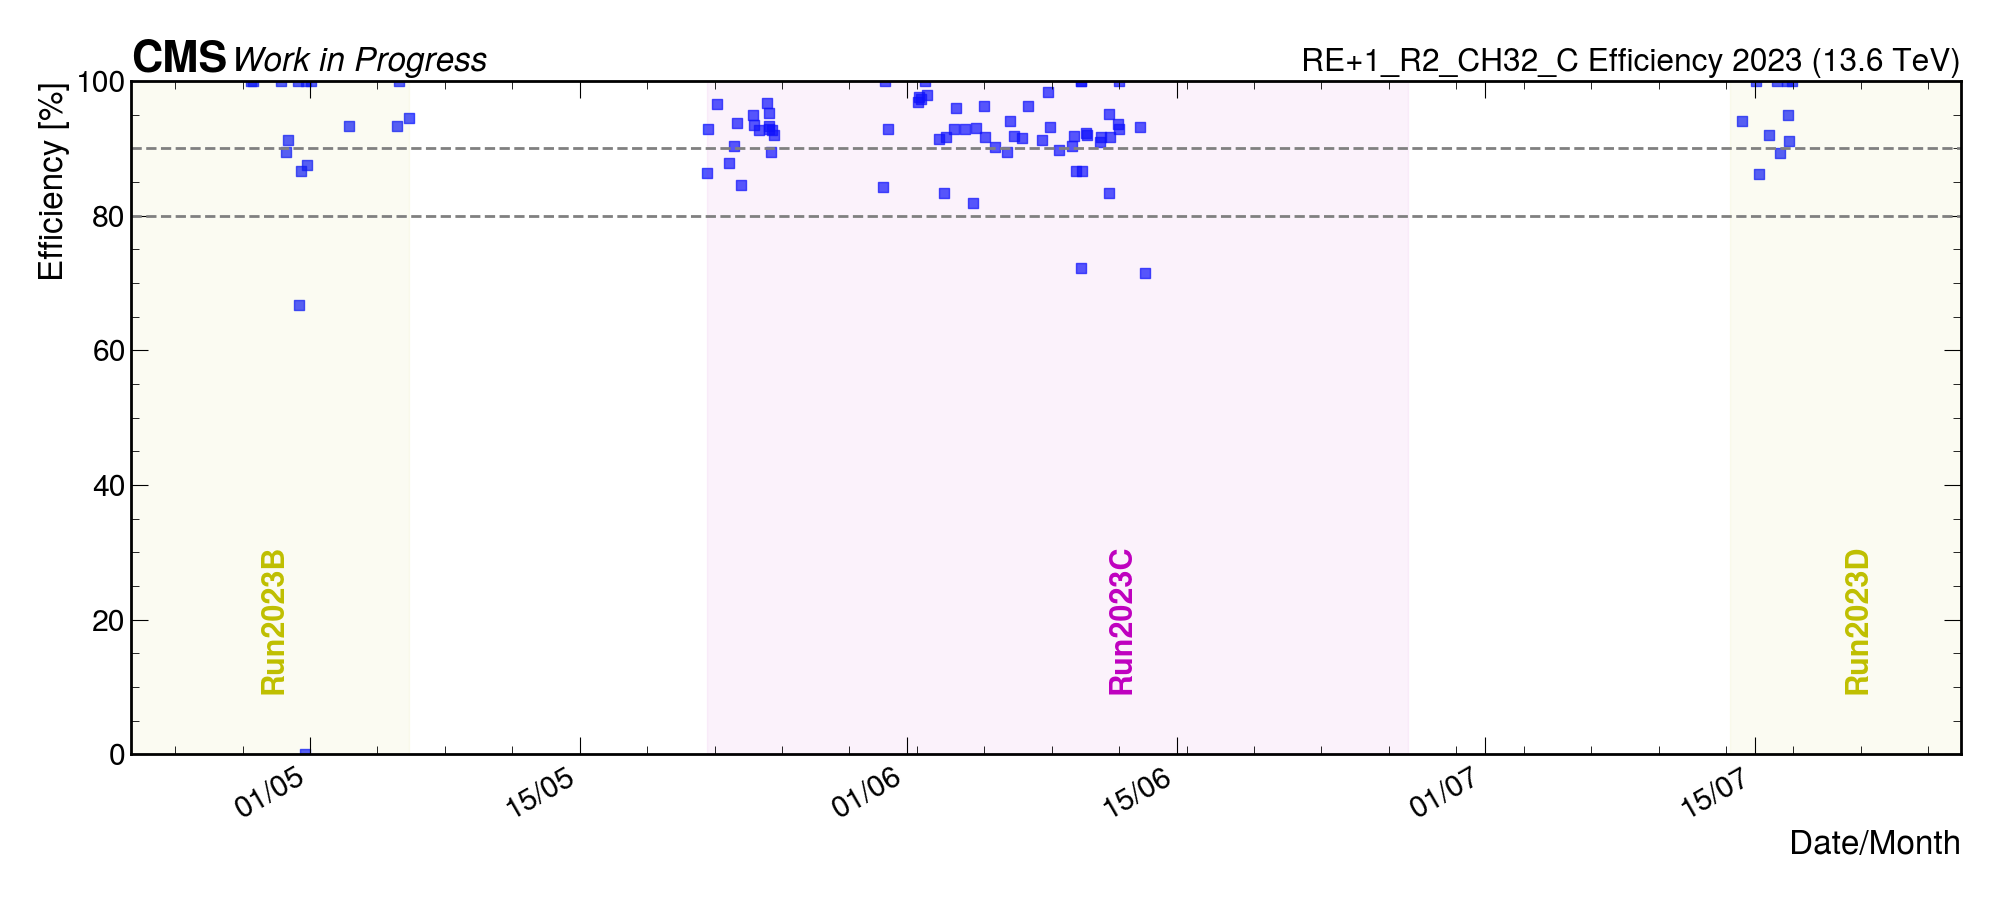 CMS Work in Progress
RE+1_R2_CH32_C Efficiency 2023 (13.6 TeV)
Efficiency [%]
100
80
60
40
20
0
Run2023B
Run2023C
Run2023D
01/05
15/05
01/06
15/06
01/07
15/07
Date/Month